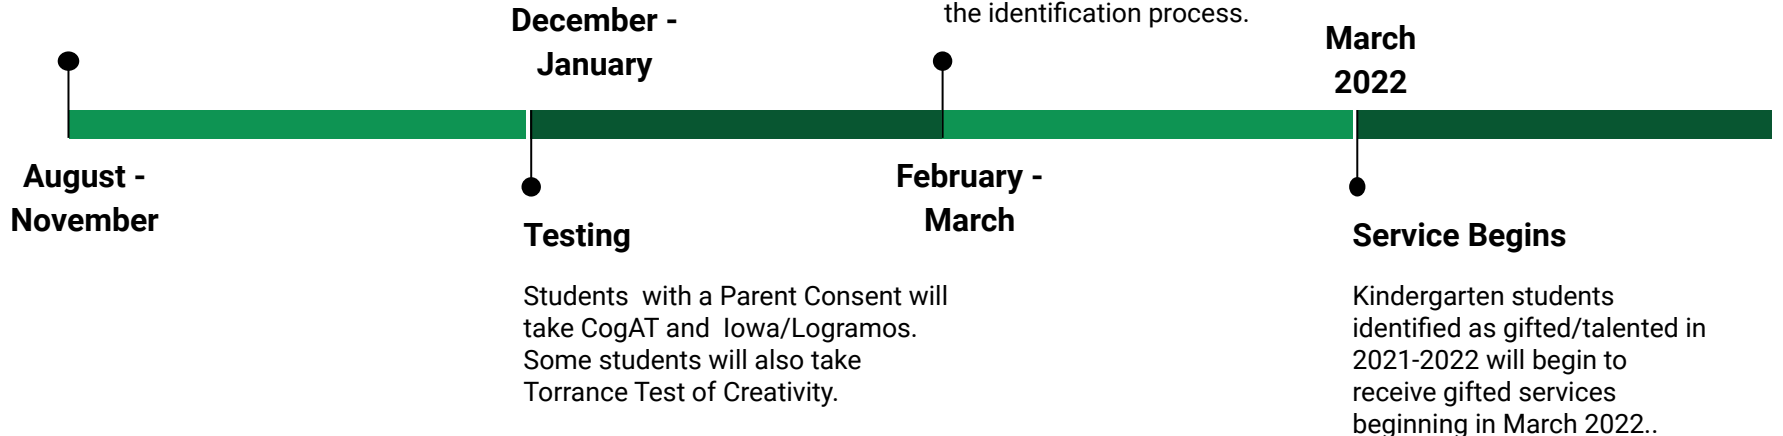 the identification process.
December -
January
March
2022
August -
November
February -
March
Testing
Students  with a Parent Consent will
take CogAT and  Iowa/Logramos.
Some students will also take
Torrance Test of Creativity.
Service Begins
Kindergarten students
identified as gifted/talented in
2021-2022 will begin to
receive gifted services
beginning in March 2022..